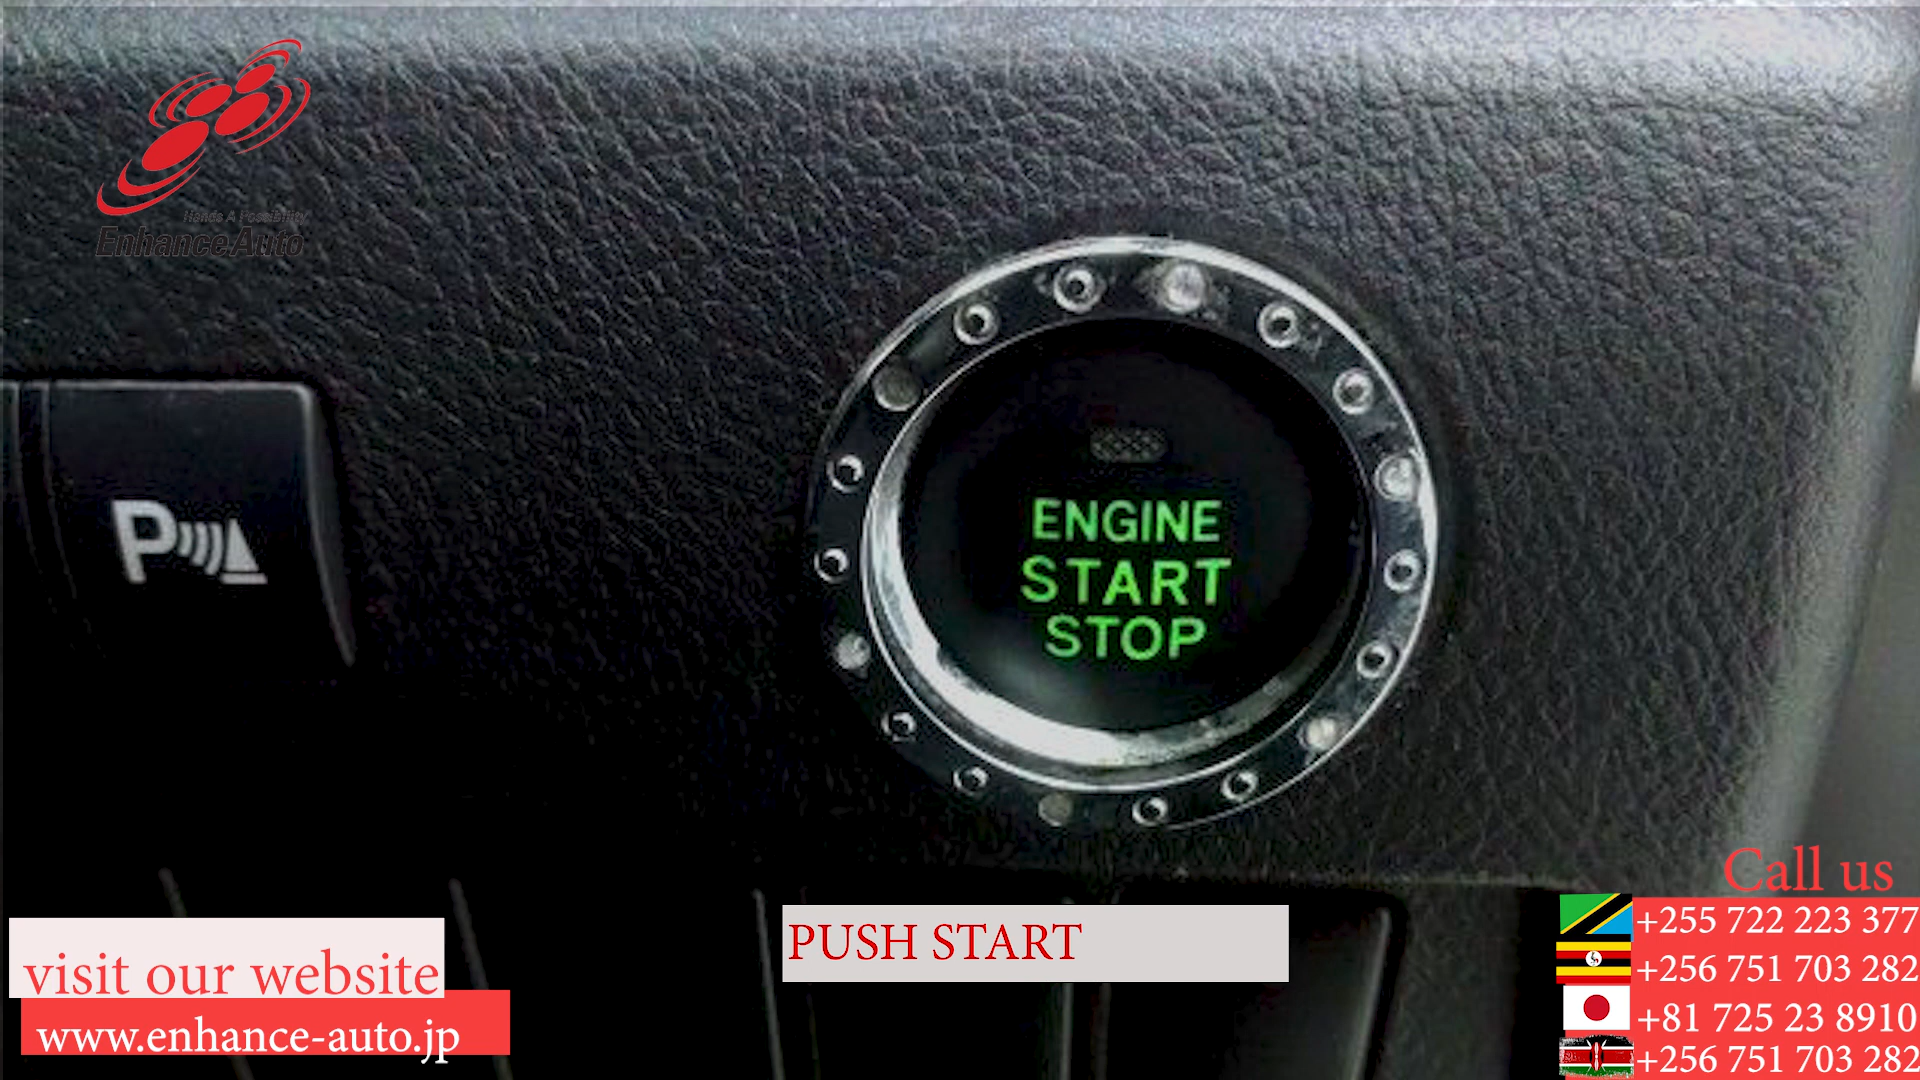 Hands A Possibility
EnhanceAuto
P
ENGINE
START
STOP
Call us
+255 722 223 377
+256 751 703 282
+81 725 23 8910
+256 751 703 282
PUSH START
visit our website
www.enhance-auto.jp